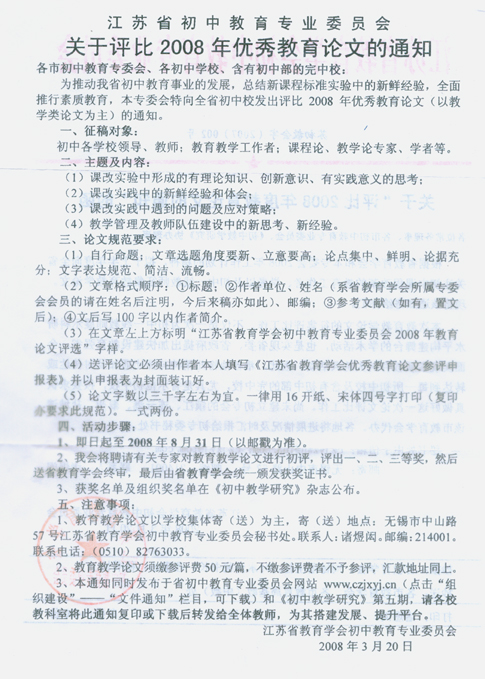 江苏省初中教育专业委员会
关于评比 2008 年优秀教育论文的通知
各市初中教育专委会、各初中学校、含有初中部的完中校：
为推动我省初中教育事业的发展，总结新课程标准实验中的新鲜经验，全面
推行素质教育，本专委会特向全省初中校发出评比 2008 年优秀教育论文（以教
学类论文为主）的通知。
一、征稿对象：
初中各学校领导、教师；教育教学工作者；课程论、教学论专家、学者等。
二、主题及内容：
（1）课改实验中形成的有理论知识、创新意识、有实践意义的思考；
（2）课改实践中的新鲜经验和体会；
（3）课改实践中遇到的问题及应对策略；
（4）教学管理及教师队伍建设中的新思考、新经验。
三、论文规范要求：
（1）自行命题；文章选题角度要新、立意要高；论点集中、鲜明、论据充
分；文字表达规范、简洁、流畅。
（2）文章格式顺序：①标题；②作者单位、姓名（系省教育学会所属专委
会会员的请在姓名后注明，今后来稿亦如此）、邮编；③参考文献（如有，置文
后）；④文后写 100 字以内作者简介。
（3）在文章左上方标明“江苏省教育学会初中教育专业委员会 2008 年教育
论文评选”字样。
（4）送评论文必须由作者本人填写《江苏省教育学会优秀教育论文参评申
报表》并以申报表为封面装订好。
（5）论文字数以三千字左右为宜。一律用 16 开纸、宋体四号字打印（复印
亦要求此规范）。一式两份。
四、活动步骤：
1、即日起至 2008 年 8 月 31 日（以邮戳为准）。
2、我会将聘请有关专家对教育教学论文进行初评，评出一、二、三等奖，然后
送省教育学会终审，最后由省教育学会统一颁发获奖证书。
3、获奖名单及组织奖名单在《初中教学研究》杂志公布。
五、注意事项：
1、教育教学论文以学校集体寄（送）为主，寄（送）地点：无锡市中山路
57 号江苏省教育学会初中教育专业委员会秘书处。联系人：诸煜闳。邮编：214001。
联系电话：（0510）82763033。
2、教育教学论文须缴参评费 50 元/篇，不缴参评费者不予参评，汇款地址同上。
3、本通知同时发布于省初中教育专业委员会网站 www.czjxyj.cn（点击“组
织建设”——“文件通知”栏目，可下载）和《初中教学研究》第五期，请各校
教科室将此通知复印或下载后转发给全体教师，为其搭建发展、提升平台。
江苏省教育学会初中教育专业委员会
2008 年 3 月 20 日